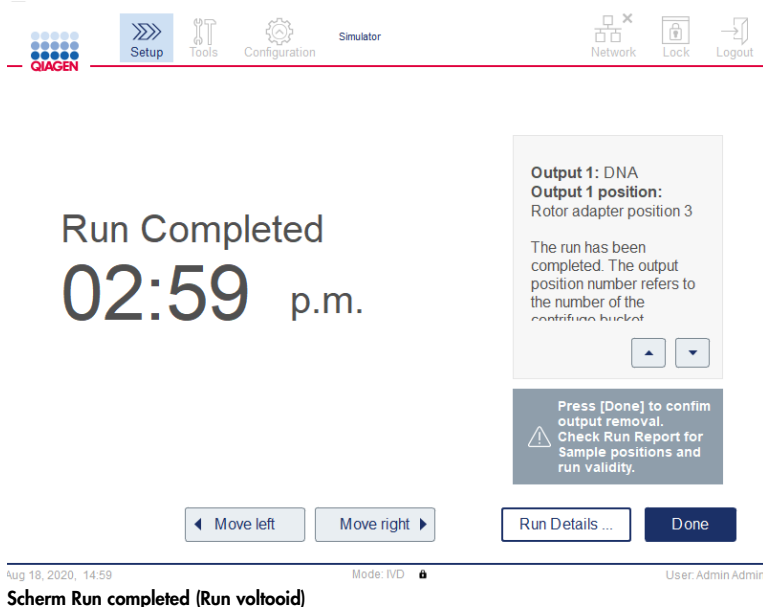 QIAGEN
Setup
Tools
Configuration
Simulator
Network
Lock
Logout
Run Completed
02:59 p.m.
Output 1: DNA
Output 1 position:
Rotor adapter position 3
The run has been
completed. The output
position number refers to
the number of the
centrifuge bucket
Press [Done] to confim
output removal.
Check Run Report for
Sample positions and
run validity.
Move left
Move right
Run Details ...
Done
Aug 18, 2020, 14:59
Mode: IVD
User: Admin Admin
Scherm Run completed (Run voltooid)